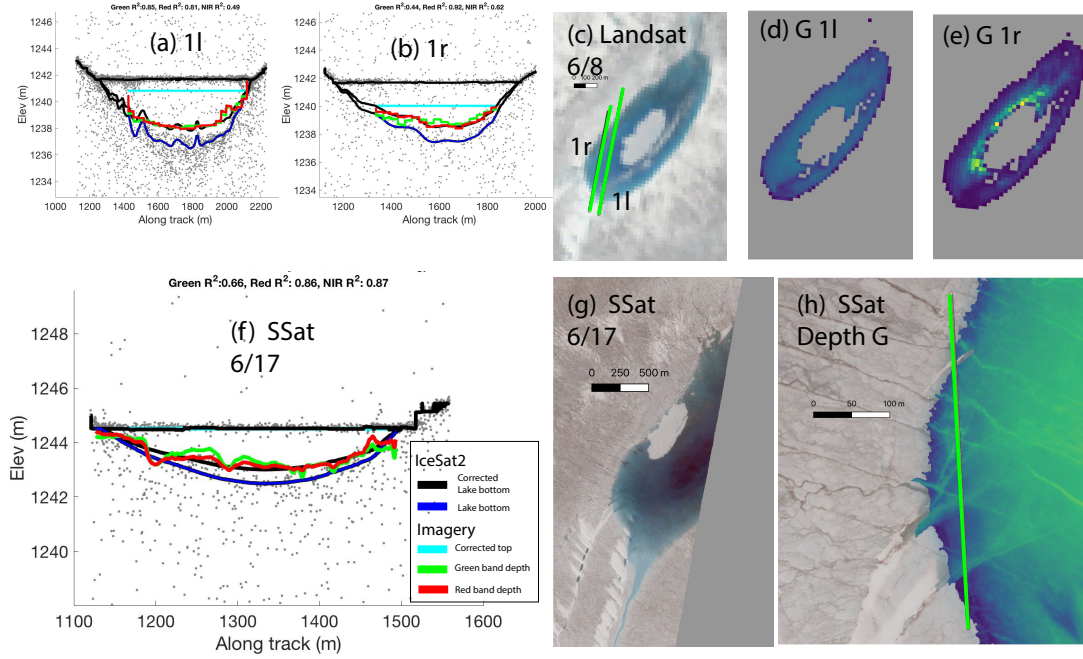 Green R²:0.85, Red R²: 0.81, NIR R²: 0.49
(a) 1l
Elev (m)
1246
1244
1242
1240
1238
1236
1234
1000 1200 1400 1600 1800 2000 2200
Along track (m)
Green R²:0.44, Red R²: 0.92, NIR R²: 0.62
(b) 1r
1246
1244
1242
1240
1238
1236
1234
1200 1400 1600 1800 2000
Along track (m)
(c) Landsat
6/8
0 100 200 m
1r
1l
(d) G 1l
(e) G 1r
Green R²:0.66, Red R²: 0.86, NIR R²: 0.87
(f) SSat
6/17
Elev (m)
1248
1246
1244
1242
1240
1100 1200 1300 1400 1500 1600
Along track (m)
IceSat2
Corrected
Lake bottom
Lake bottom
Imagery
Corrected top
Green band depth
Red band depth
(g) SSat
6/17
0 250 500 m
(h) SSat
Depth G
0 50 100 m